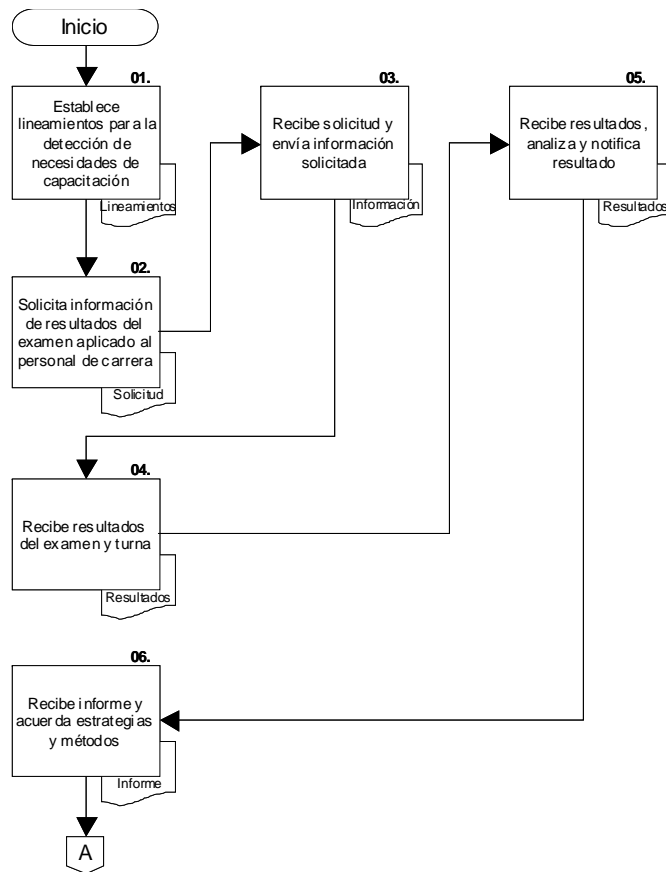 Inicio
01.
Establece
lineamientos para la
detección de
necesidades de
capacitación
Lineamientos
02.
Solicita información
de resultados del
examen aplicado al
personal de carrera
Solicitud
03.
Recibe solicitud y
envía información
solicitada
Información
04.
Recibe resultados
del examen y turna
Resultados
05.
Recibe resultados,
analiza y notifica
resultado
Resultados
06.
Recibe informe y
acuerda estrategias
y métodos
Informe
A